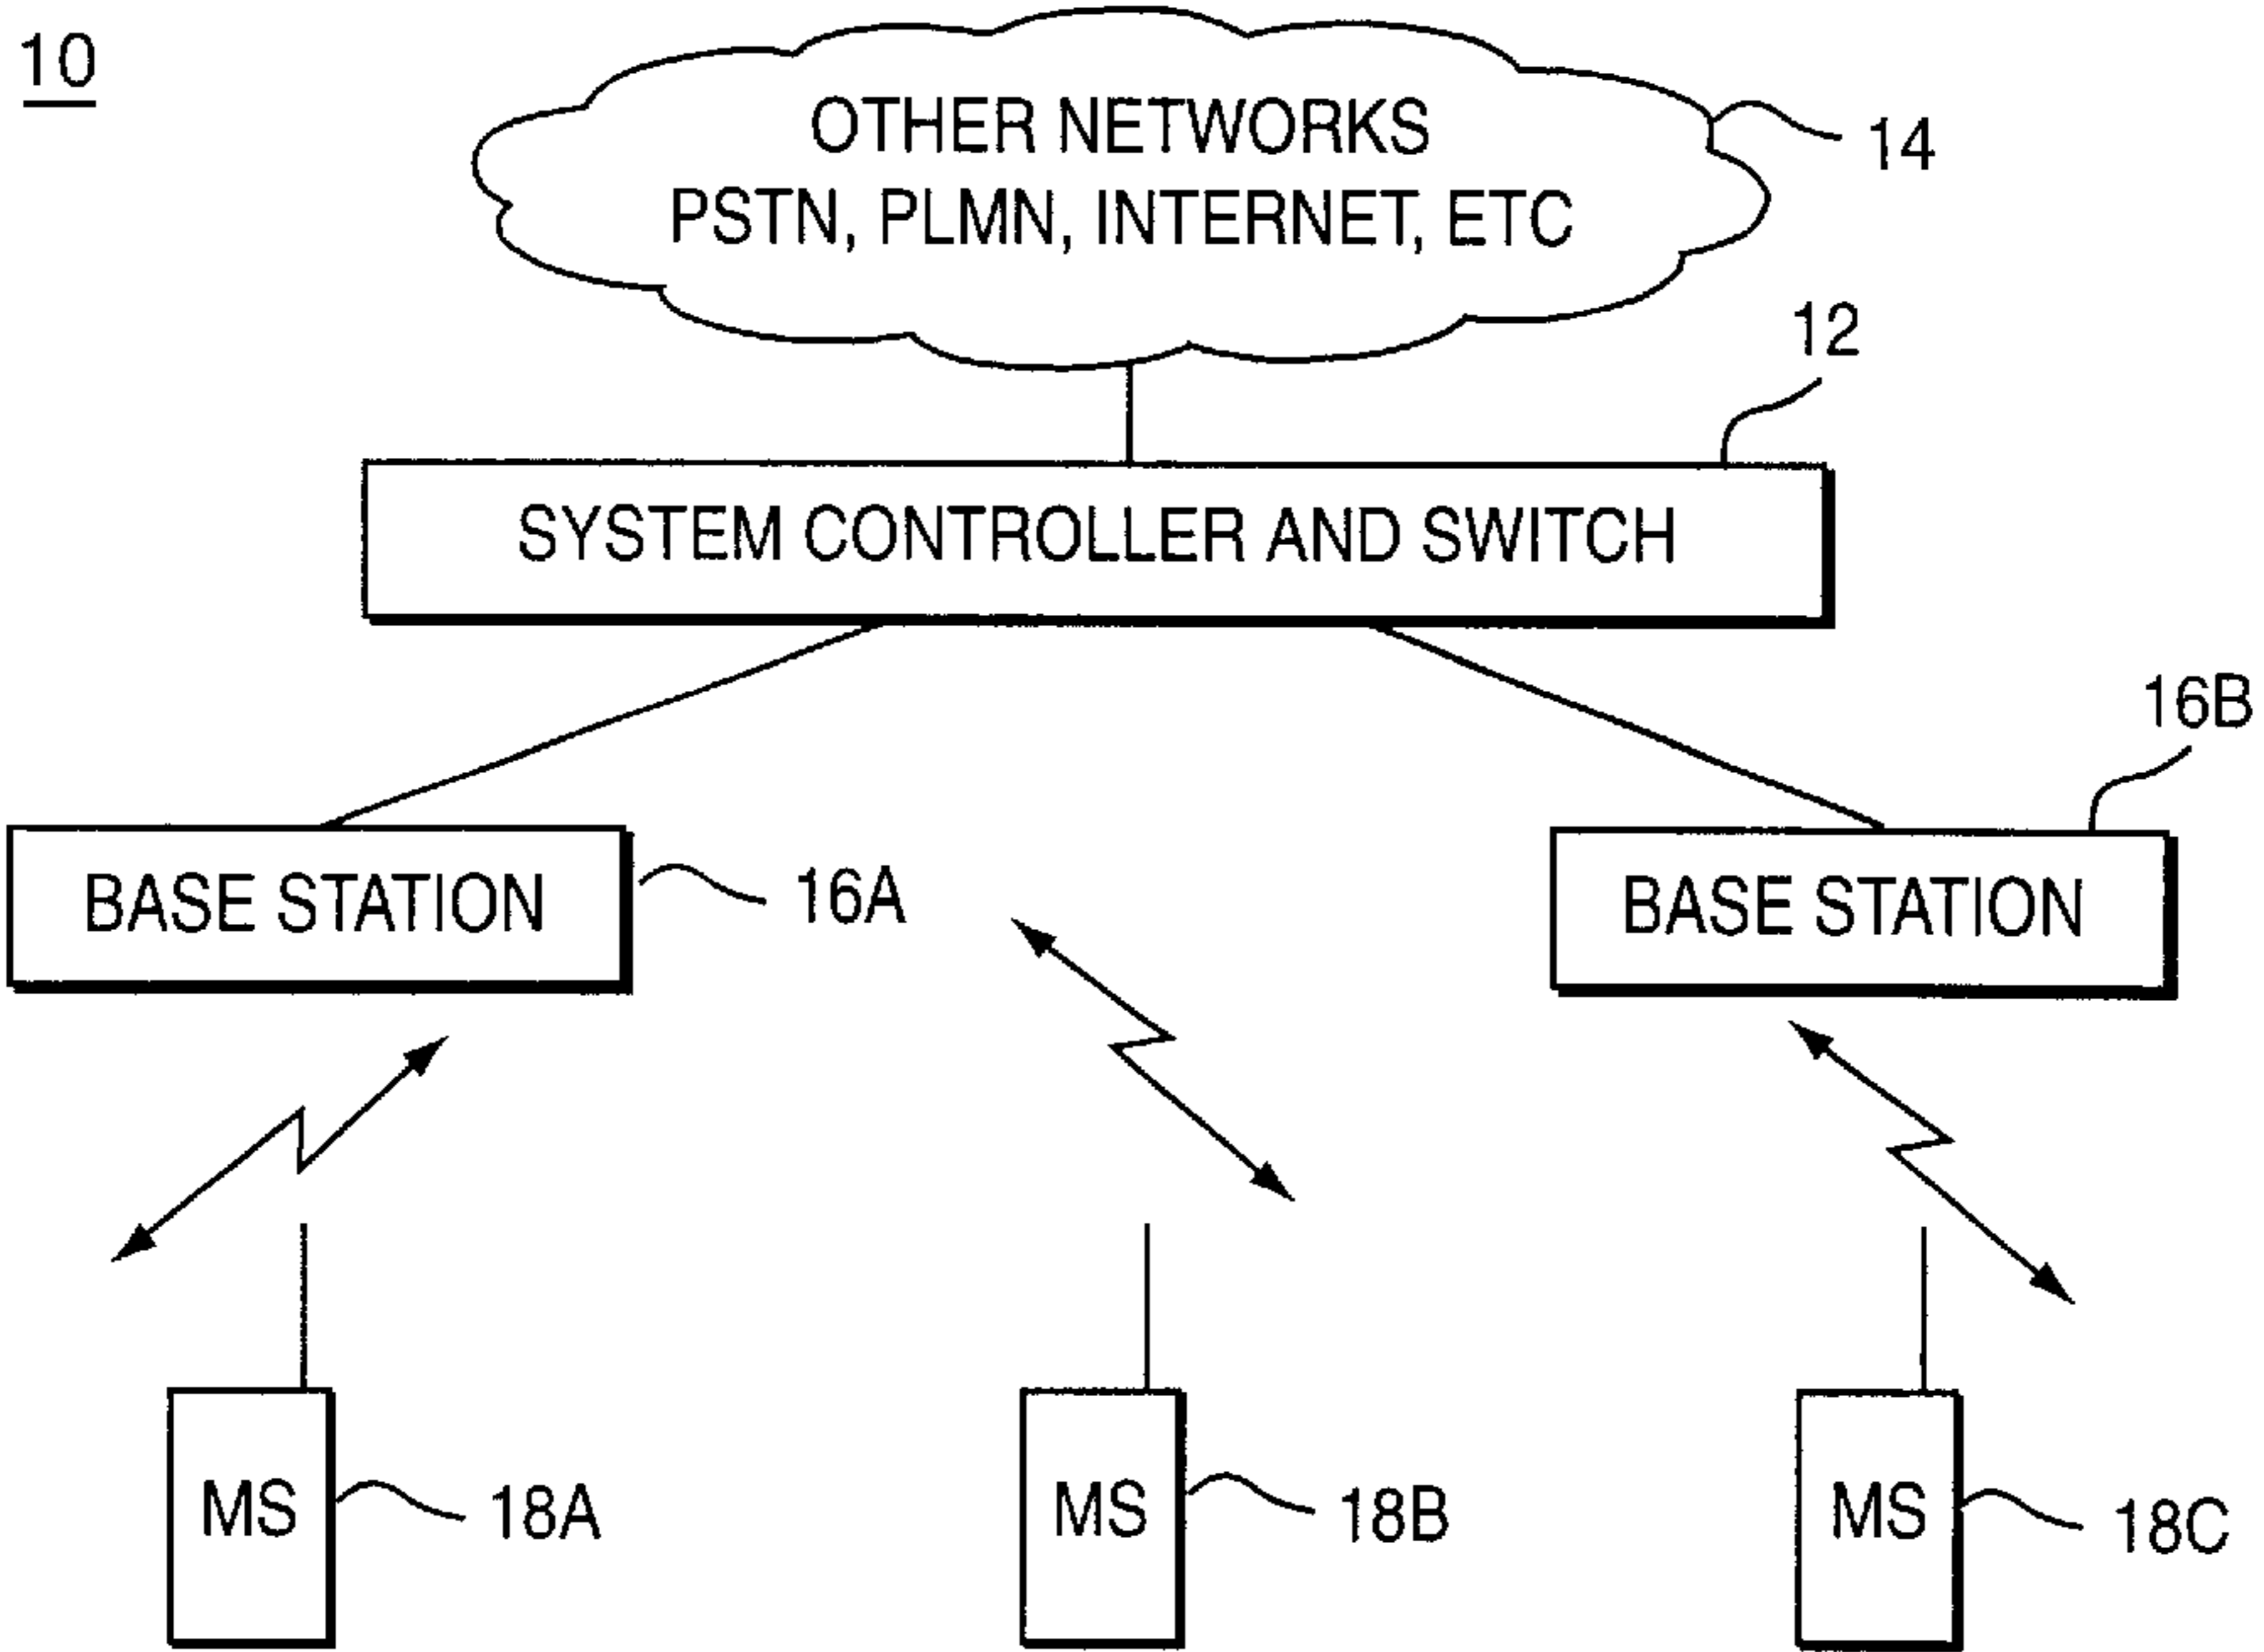 10
OTHER NETWORKS
PSTN, PLMN, INTERNET, ETC
14
12
SYSTEM CONTROLLER AND SWITCH
16B
BASE STATION
16A
BASE STATION
MS
18A
MS
18B
MS
18C